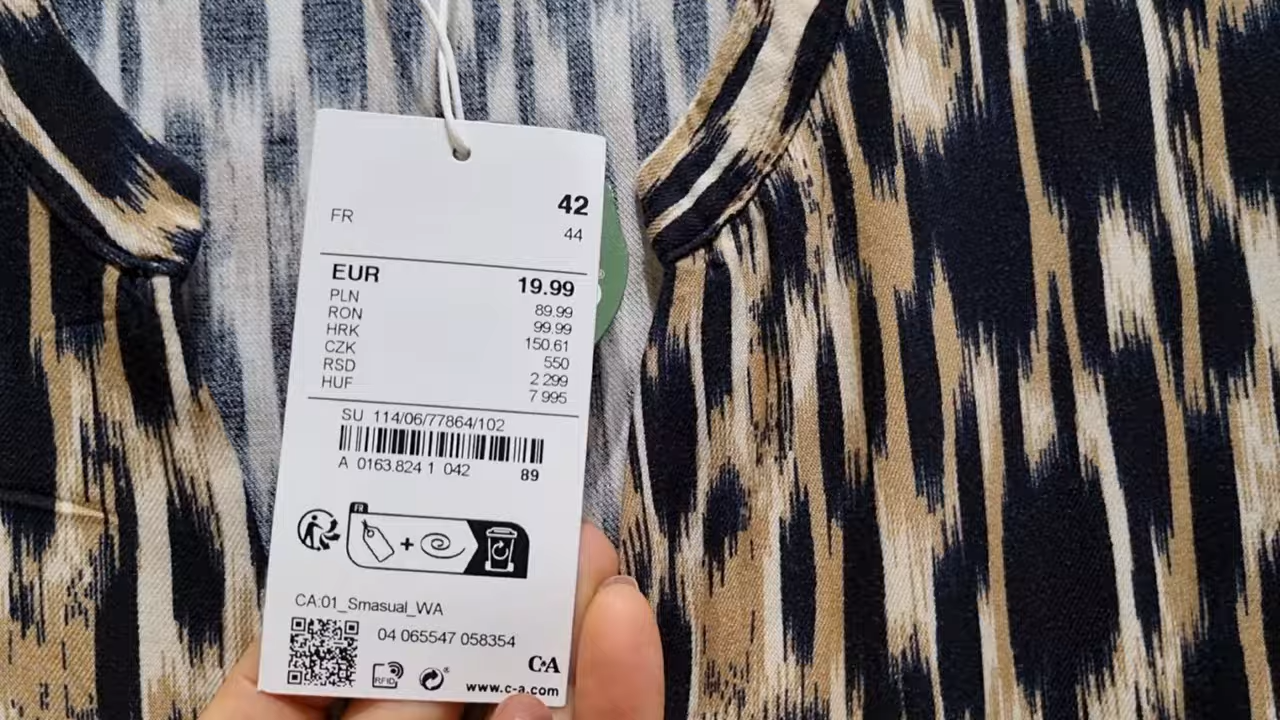 42
FR 44
EUR 19.99
PLN 89.99
RON 99.99
HRK 150.61
CZK 550
RSD 2 299
HUF 7 995
SU 114/06/77864/102
A 0163.824 1 042 89
FR
+
CA:01_Smasual_WA
04 065547 058354
RFID
C&A
www.c-a.com